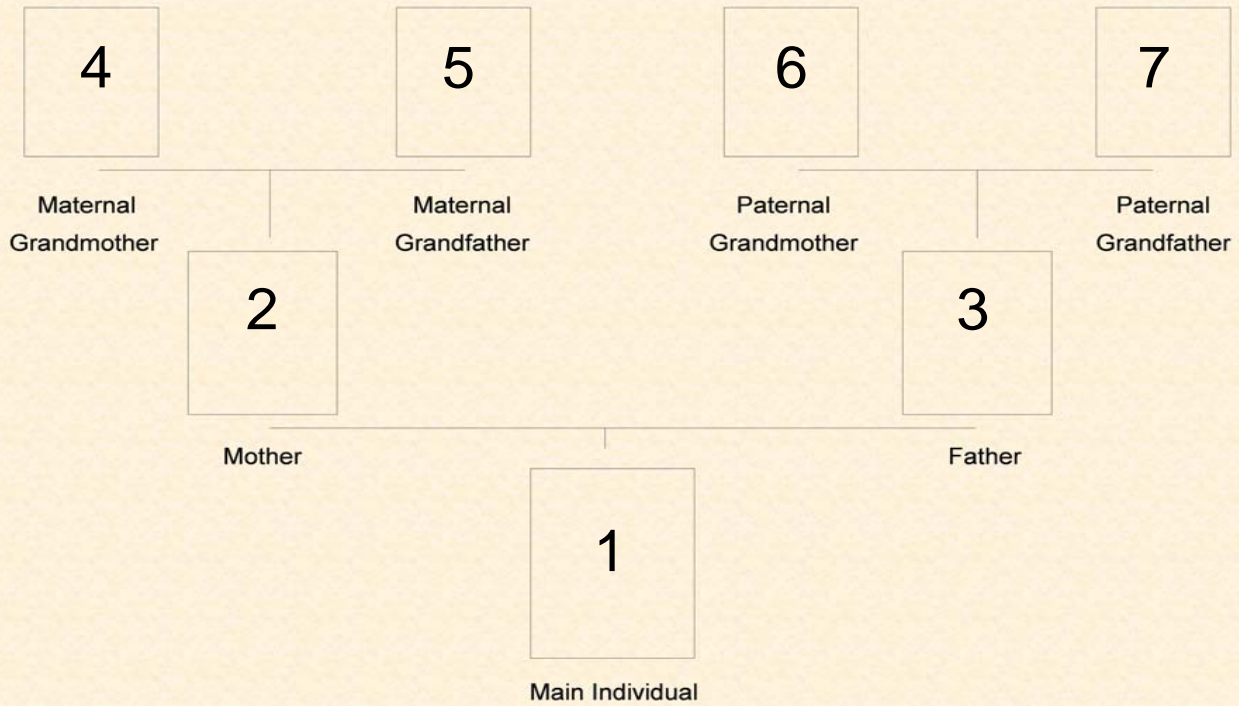 4 5 6 7
Maternal Grandmother
Maternal Grandfather
Paternal Grandmother
Paternal Grandfather
2 3
Mother Father
1
Main Individual